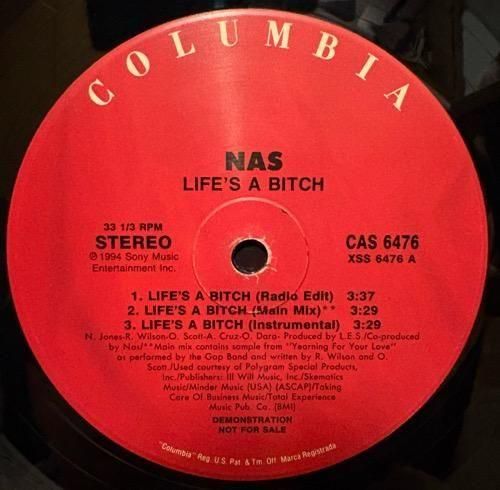 COLUMBIA
NAS
LIFE'S A BITCH
33 1/3 RPM
STEREO
℗ 1994 Sony Music
Entertainment Inc.
CAS 6476
XSS 6476 A
1. LIFE'S A BITCH (Radio Edit) 3:37
2. LIFE'S A BITCH (Main Mix)** 3:29
3. LIFE'S A BITCH (Instrumental) 3:29
N. Jones-R. Wilson-O. Scott-A. Cruz-O. Dara- Produced by L.E.S./Co-produced
by Nas/**Main mix contains sample from "Yearning For Your Love"
as performed by the Gap Band and written by R. Wilson and O.
Scott./Used courtesy of Polygram Special Products,
Inc./Publishers: Ill Will Music, Inc./Skematics
Music/Minder Music (USA) (ASCAP)/Taking
Care Of Business Music/Total Experience
Music Pub. Co. (BMI)
DEMONSTRATION
NOT FOR SALE
"Columbia" Reg. U.S. Pat. & Tm. Off. Marca Registrada